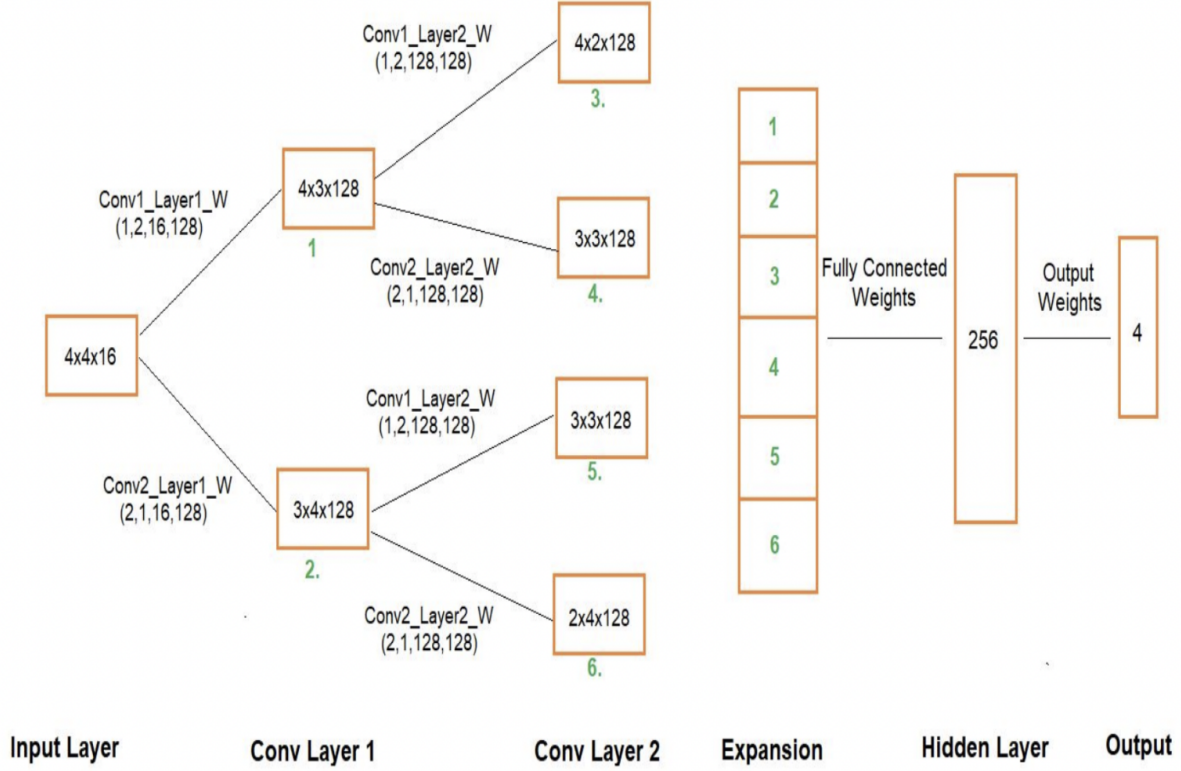 Conv1_Layer2_W
(1,2,128,128)
4x2x128
3.
Conv1_Layer1_W
(1,2,16,128)
4x3x128
1
Conv2_Layer2_W
(2,1,128,128)
3x3x128
4.
4x4x16
Conv2_Layer1_W
(2,1,16,128)
3x4x128
2.
Conv1_Layer2_W
(1,2,128,128)
3x3x128
5.
Conv2_Layer2_W
(2,1,128,128)
2x4x128
6.
1
2
3
4
5
6
Fully Connected
Weights
256
Output
Weights
4
Input Layer
Conv Layer 1
Conv Layer 2
Expansion
Hidden Layer
Output